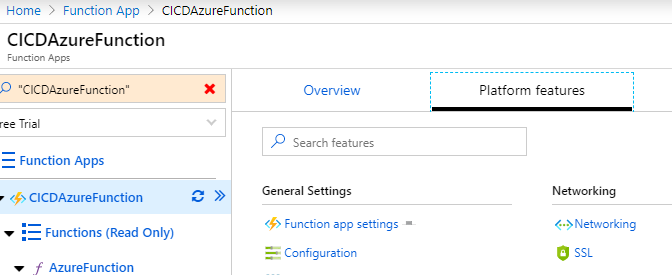 Home > Function App > CICDAzureFunction
CICDAzureFunction
Function Apps
"CICDAzureFunction"
ree Trial
Function Apps
CICDAzureFunction
Functions (Read Only)
AzureFunction
Overview
Platform features
Search features
General Settings
Function app settings
Configuration
Networking
Networking
SSL